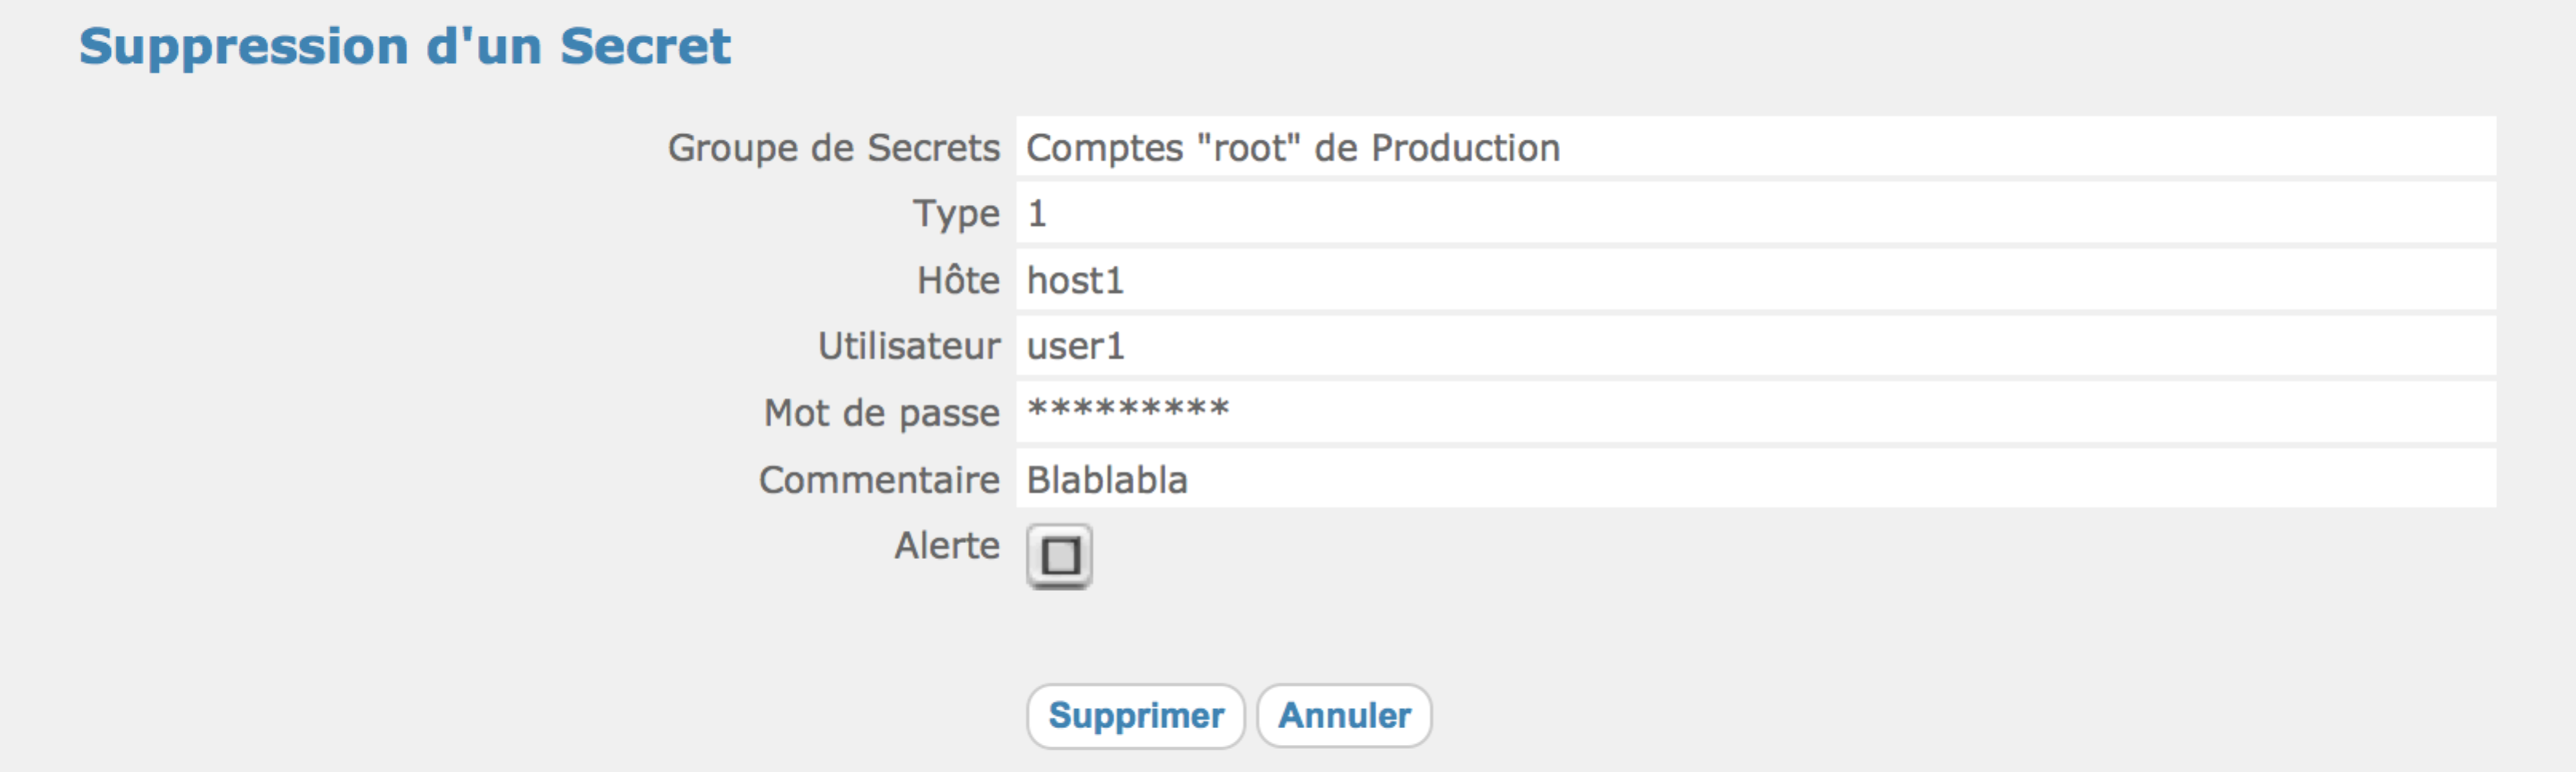 Suppression d'un Secret
Groupe de Secrets Comptes "root" de Production
Type 1
Hôte host1
Utilisateur user1
Mot de passe *********
Commentaire Blablabla
Alerte
Supprimer Annuler